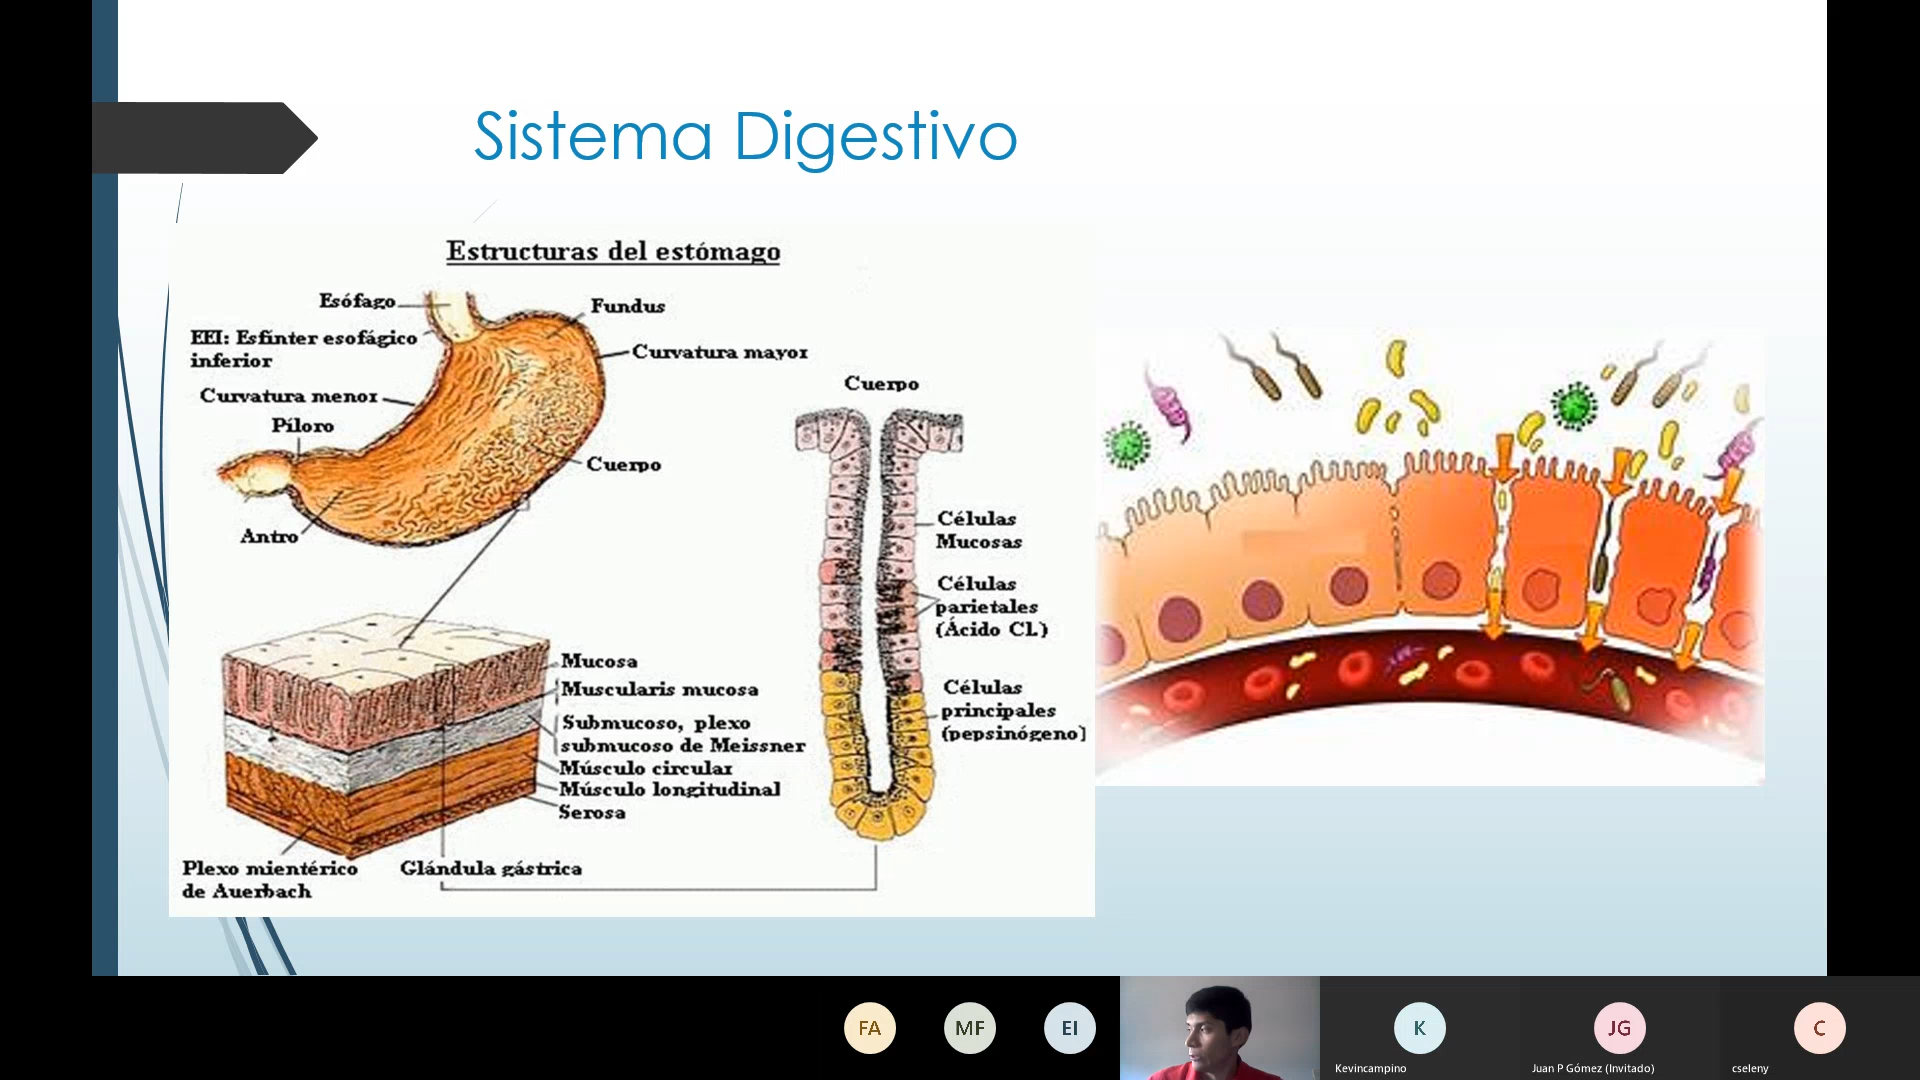 Sistema Digestivo
Estructuras del estómago
Esófago
Fundus
EEI: Esfínter esofágico
inferior
Curvatura mayor
Curvatura menor
Píloro
Cuerpo
Antro
Cuerpo
Células
Mucosas
Células
parietales
(Ácido CL)
Células
principales
(pepsinógeno)
Mucosa
Muscularis mucosa
Submucoso, plexo
submucoso de Meissner
Músculo circular
Músculo longitudinal
Serosa
Plexo mientérico
de Auerbach
Glándula gástrica
FA
MF
EI
K
Kevincampino
JG
Juan P Gómez (Invitado)
C
cseleny